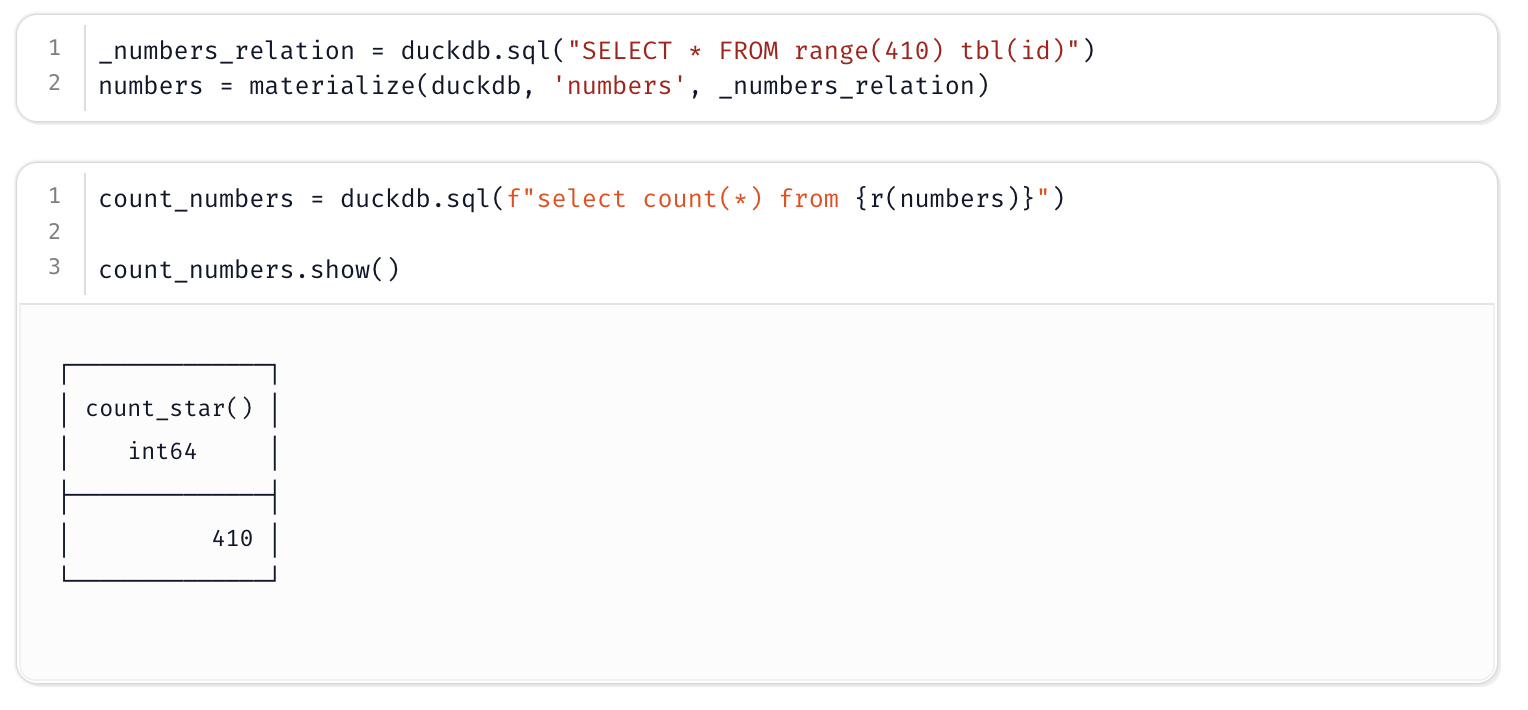 1 _numbers_relation = duckdb.sql("SELECT * FROM range(410) tbl(id)")
2 numbers = materialize(duckdb, 'numbers', _numbers_relation)
1 count_numbers = duckdb.sql(f"select count(*) from {r(numbers)}")
2
3 count_numbers.show()
count_star()
int64
410